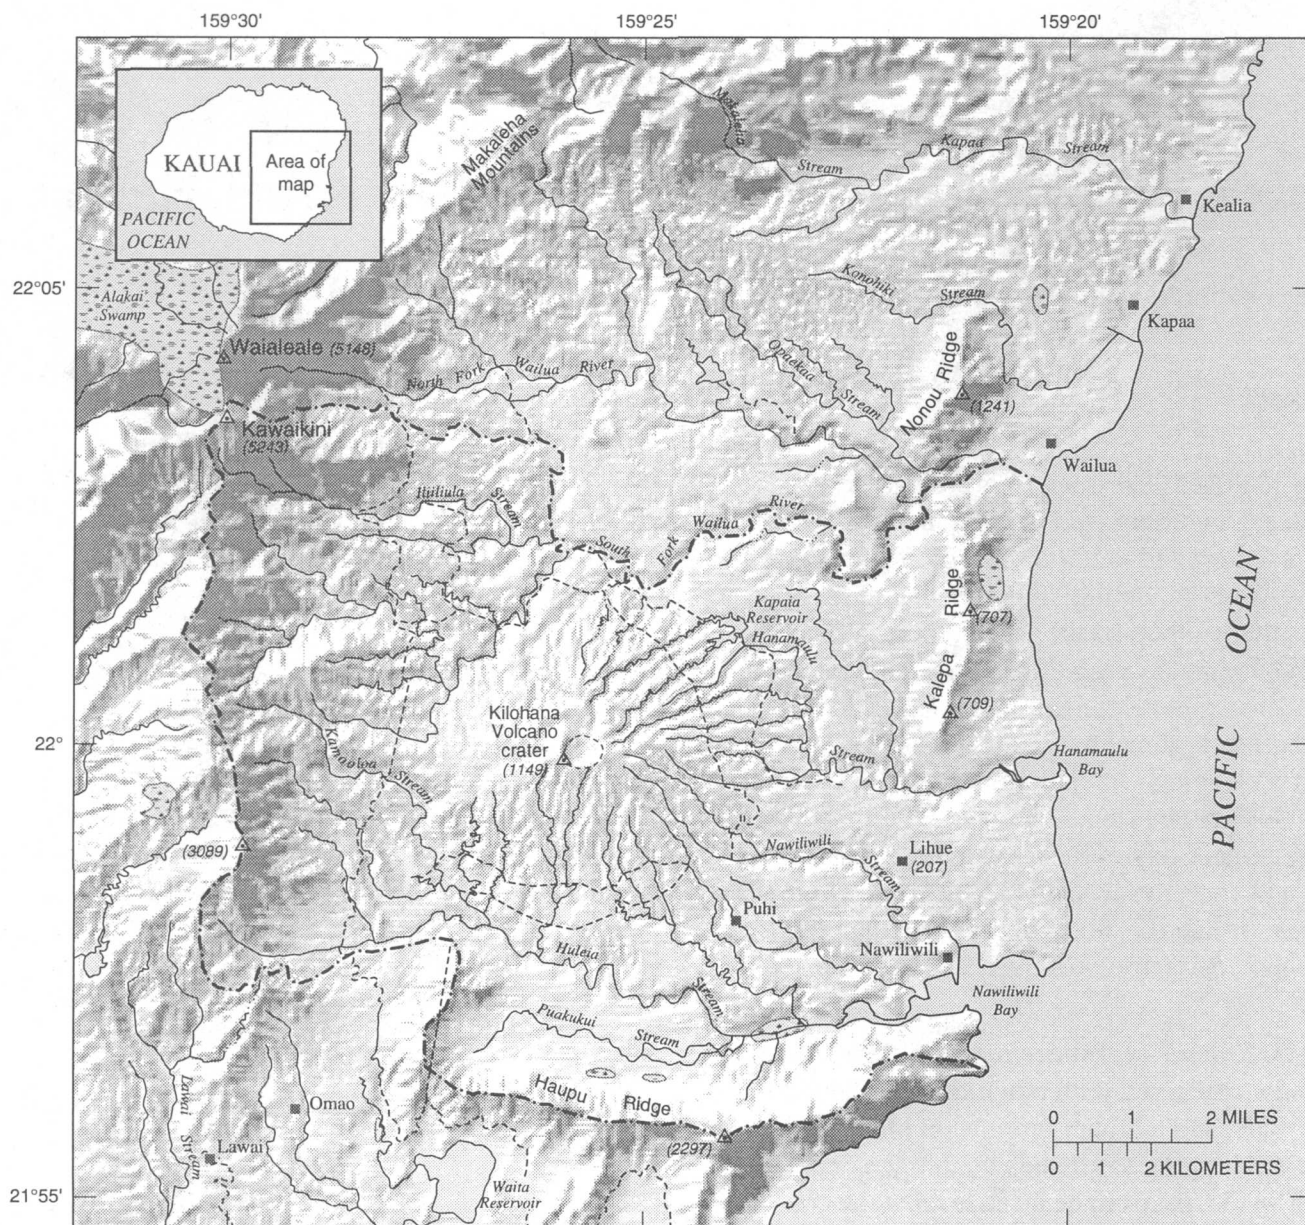 159°30'
159°25'
159°20'
KAUAI
Area of
map
PACIFIC
OCEAN
Makaleha
Mountains
Makaleha
Stream
Kapaa
Stream
Kealia
22°05'
Alakai
Swamp
Konohiki
Stream
Kapaa
Waialeale (5148)
North Fork Wailua River
Opaekaa
Stream
Nonou Ridge
(1241)
Kawaikini
(5243)
Wailua
Iliiliula
Stream
South Fork Wailua River
PACIFIC OCEAN
Kapaia
Reservoir
Hanamaulu
Kalepa Ridge
(707)
(709)
Kilohana
Volcano
crater
(1149)
22°
Kamooloa
Stream
Stream
Hanamaulu
Bay
(3089)
Nawiliwili
Stream
Lihue
(207)
Puhi
Huleia
Stream
Nawiliwili
Nawiliwili
Bay
Puakukui
Stream
Haupu Ridge
(2297)
Lawai
Stream
Omao
Lawai
Waita
Reservoir
21°55'
0 1 2 MILES
0 1 2 KILOMETERS